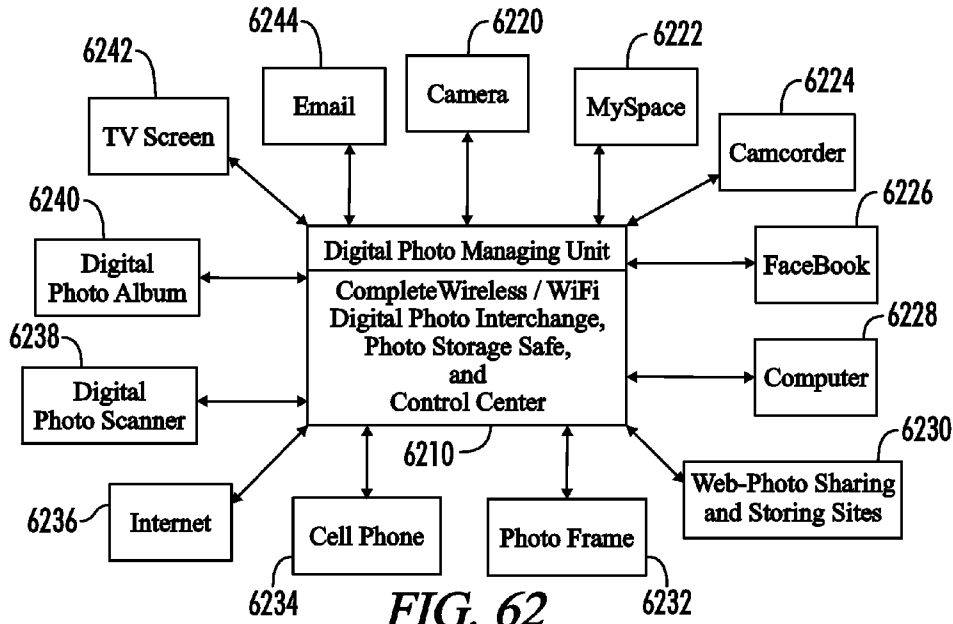 6244
6220
6222
6242
6224
Email
Camera
MySpace
TV Screen
Camcorder
6240
6226
Digital
Photo Album
Digital Photo Managing Unit
FaceBook
CompleteWireless / WiFi
Digital Photo Interchange,
Photo Storage Safe,
and
Control Center
6238
6228
Digital
Photo Scanner
Computer
6210
6230
Web-Photo Sharing
and Storing Sites
6236
Internet
Cell Phone
Photo Frame
6234
6232
FIG. 62